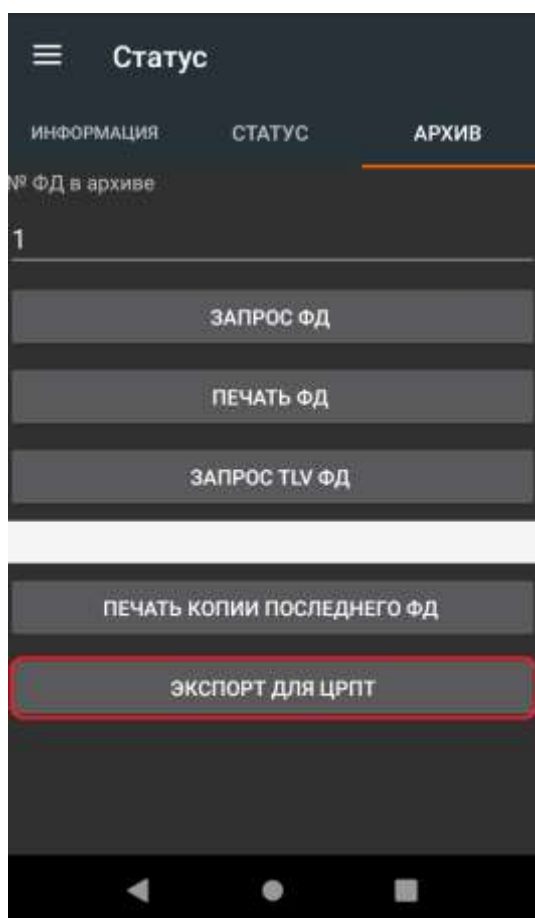 Статус
ИНФОРМАЦИЯ СТАТУС АРХИВ
№ ФД в архиве
1
ЗАПРОС ФД
ПЕЧАТЬ ФД
ЗАПРОС TLV ФД
ПЕЧАТЬ КОПИИ ПОСЛЕДНЕГО ФД
ЭКСПОРТ ДЛЯ ЦРПТ